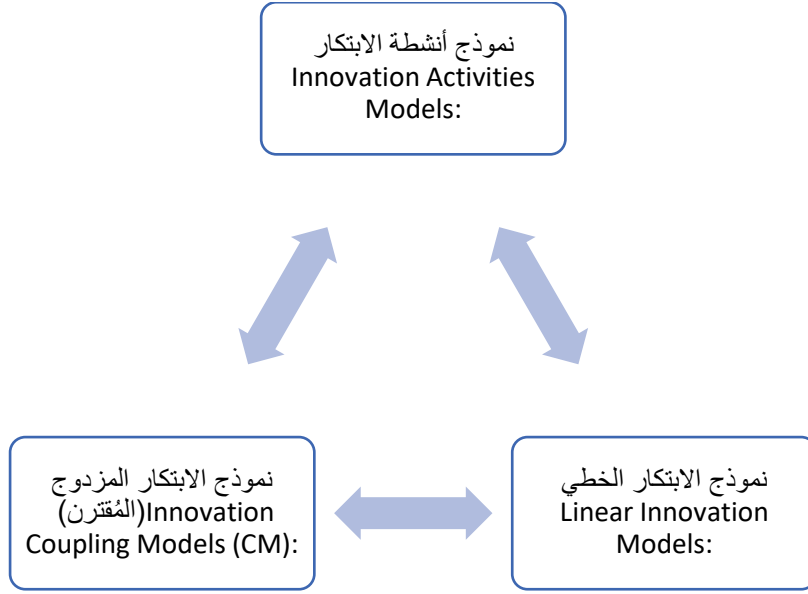 نموذج أنشطة الابتكار
Innovation Activities
Models:
نموذج الابتكار المزدوج
(المُقترن)Innovation
Coupling Models (CM):
نموذج الابتكار الخطي
Linear Innovation
Models: